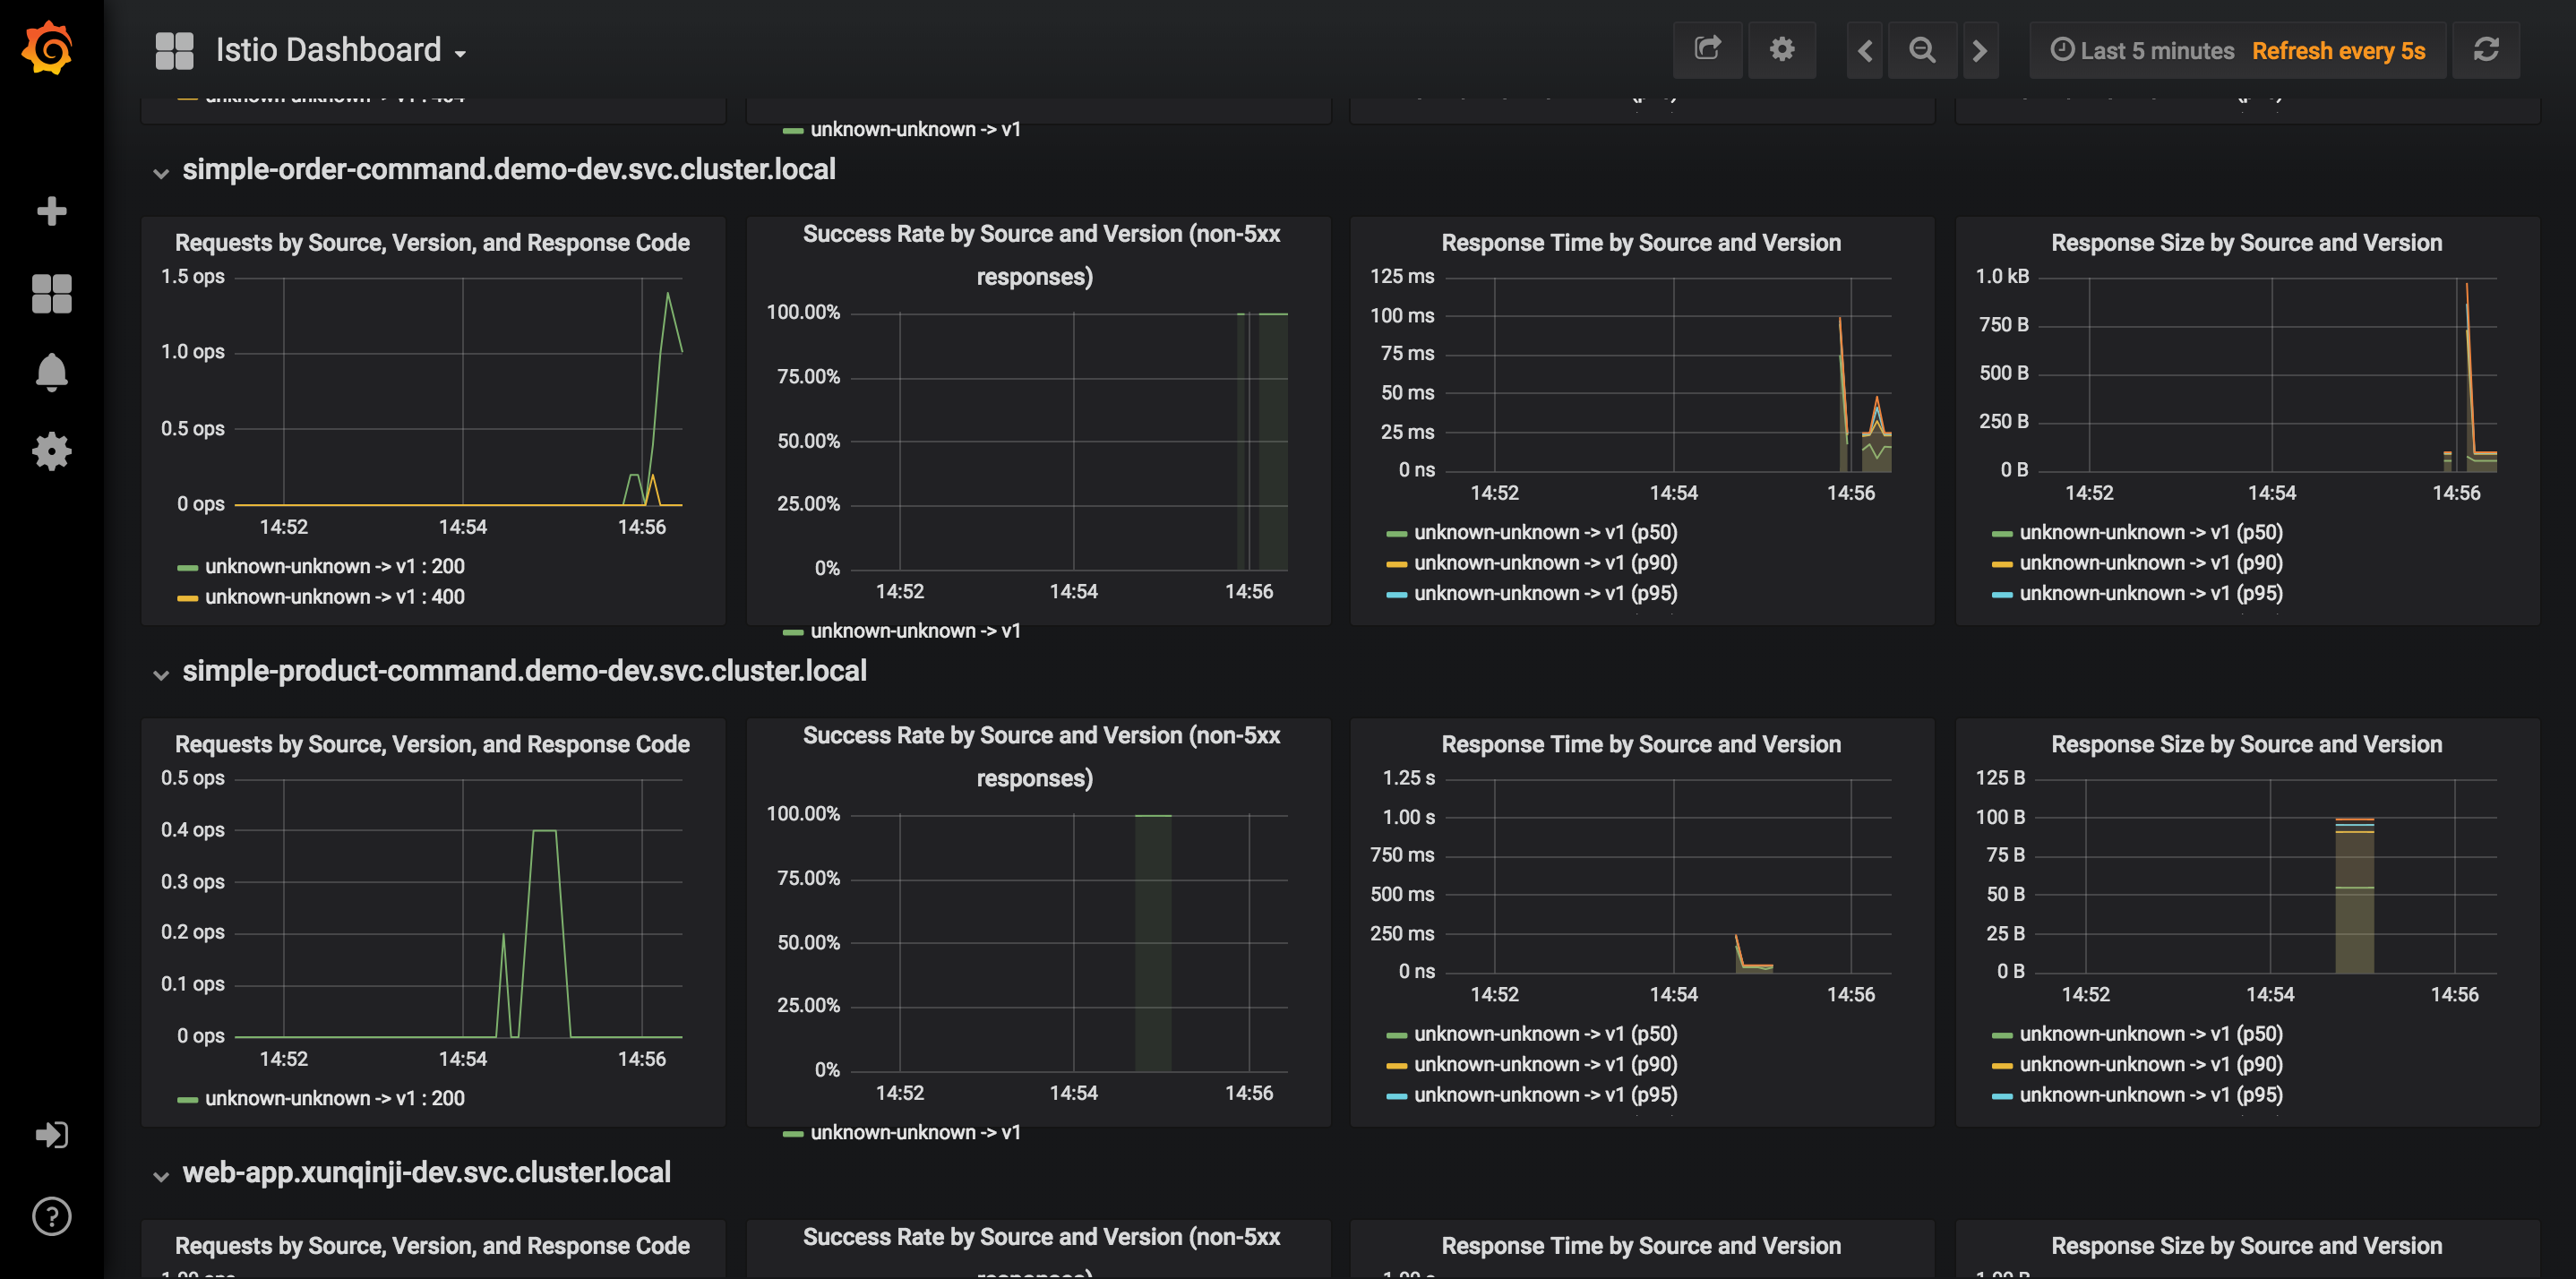 Istio Dashboard
Last 5 minutes Refresh every 5s
unknown-unknown -> v1 : 404
unknown-unknown -> v1
simple-order-command.demo-dev.svc.cluster.local
Requests by Source, Version, and Response Code
1.5 ops
1.0 ops
0.5 ops
0 ops
14:52 14:54 14:56
unknown-unknown -> v1 : 200
unknown-unknown -> v1 : 400
Success Rate by Source and Version (non-5xx
responses)
100.00%
75.00%
50.00%
25.00%
0%
14:52 14:54 14:56
unknown-unknown -> v1
Response Time by Source and Version
125 ms
100 ms
75 ms
50 ms
25 ms
0 ns
14:52 14:54 14:56
unknown-unknown -> v1 (p50)
unknown-unknown -> v1 (p90)
unknown-unknown -> v1 (p95)
Response Size by Source and Version
1.0 kB
750 B
500 B
250 B
0 B
14:52 14:54 14:56
unknown-unknown -> v1 (p50)
unknown-unknown -> v1 (p90)
unknown-unknown -> v1 (p95)
simple-product-command.demo-dev.svc.cluster.local
Requests by Source, Version, and Response Code
0.5 ops
0.4 ops
0.3 ops
0.2 ops
0.1 ops
0 ops
14:52 14:54 14:56
unknown-unknown -> v1 : 200
Success Rate by Source and Version (non-5xx
responses)
100.00%
75.00%
50.00%
25.00%
0%
14:52 14:54 14:56
unknown-unknown -> v1
Response Time by Source and Version
1.25 s
1.00 s
750 ms
500 ms
250 ms
0 ns
14:52 14:54 14:56
unknown-unknown -> v1 (p50)
unknown-unknown -> v1 (p90)
unknown-unknown -> v1 (p95)
Response Size by Source and Version
125 B
100 B
75 B
50 B
25 B
0 B
14:52 14:54 14:56
unknown-unknown -> v1 (p50)
unknown-unknown -> v1 (p90)
unknown-unknown -> v1 (p95)
web-app.xunqinji-dev.svc.cluster.local
Requests by Source, Version, and Response Code
Success Rate by Source and Version (non-5xx
responses)
Response Time by Source and Version
Response Size by Source and Version